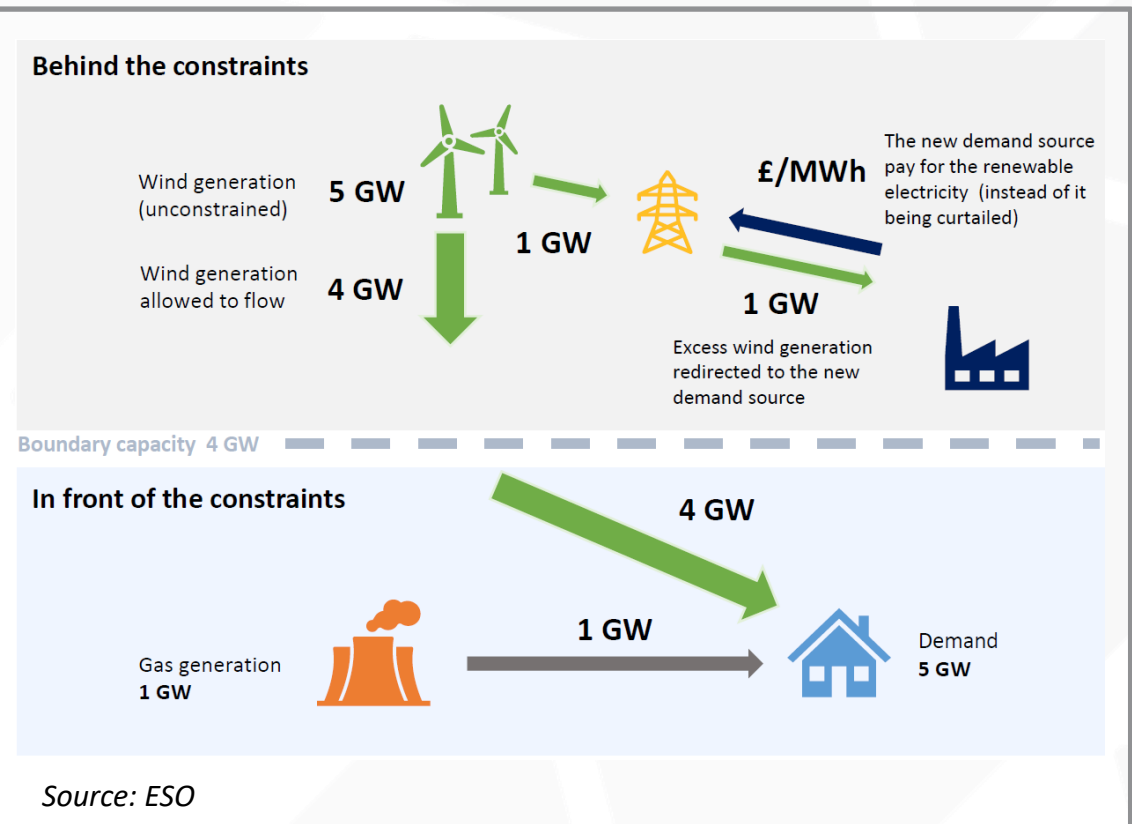 Behind the constraints
Wind generation
(unconstrained)
5 GW
1 GW
£/MWh
The new demand source
pay for the renewable
electricity (instead of it
being curtailed)
Wind generation
allowed to flow
4 GW
1 GW
Excess wind generation
redirected to the new
demand source
Boundary capacity 4 GW
In front of the constraints
4 GW
1 GW
Gas generation
1 GW
Demand
5 GW
Source: ESO